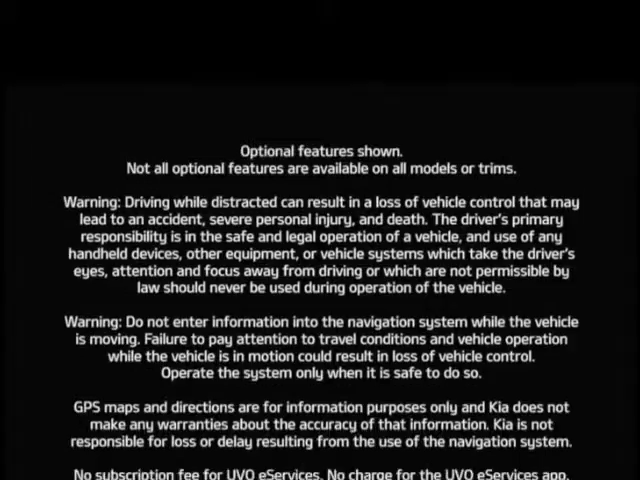 Optional features shown.
Not all optional features are available on all models or trims.
Warning: Driving while distracted can result in a loss of vehicle control that may
lead to an accident, severe personal injury, and death. The driver's primary
responsibility is in the safe and legal operation of a vehicle, and use of any
handheld devices, other equipment, or vehicle systems which take the driver's
eyes, attention and focus away from driving or which are not permissible by
law should never be used during operation of the vehicle.
Warning: Do not enter information into the navigation system while the vehicle
is moving. Failure to pay attention to travel conditions and vehicle operation
while the vehicle is in motion could result in loss of vehicle control.
Operate the system only when it is safe to do so.
GPS maps and directions are for information purposes only and Kia does not
make any warranties about the accuracy of that information. Kia is not
responsible for loss or delay resulting from the use of the navigation system.
No subscription fee for UVO eServices. No charge for the UVO eServices app.